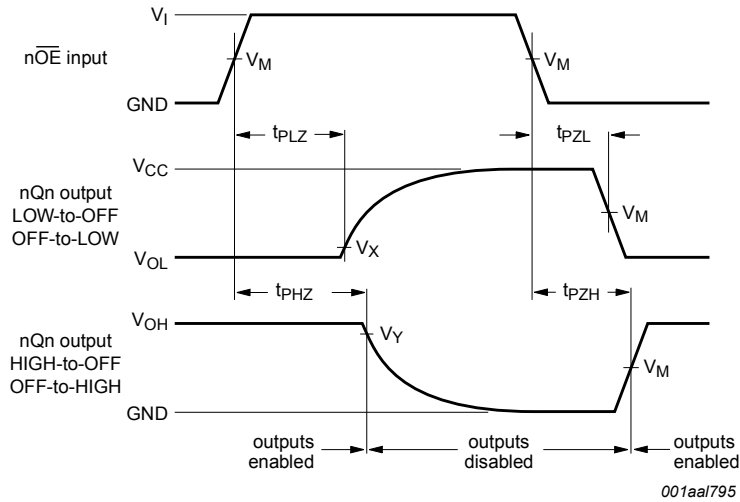 V_I
nO̅E̅ input
V_M
V_M
GND
t_PLZ
t_PZL
V_CC
nQn output
LOW-to-OFF
OFF-to-LOW
V_M
V_X
V_OL
t_PHZ
t_PZH
V_OH
nQn output
HIGH-to-OFF
OFF-to-HIGH
V_Y
V_M
GND
outputs
enabled
outputs
disabled
outputs
enabled
001aal795